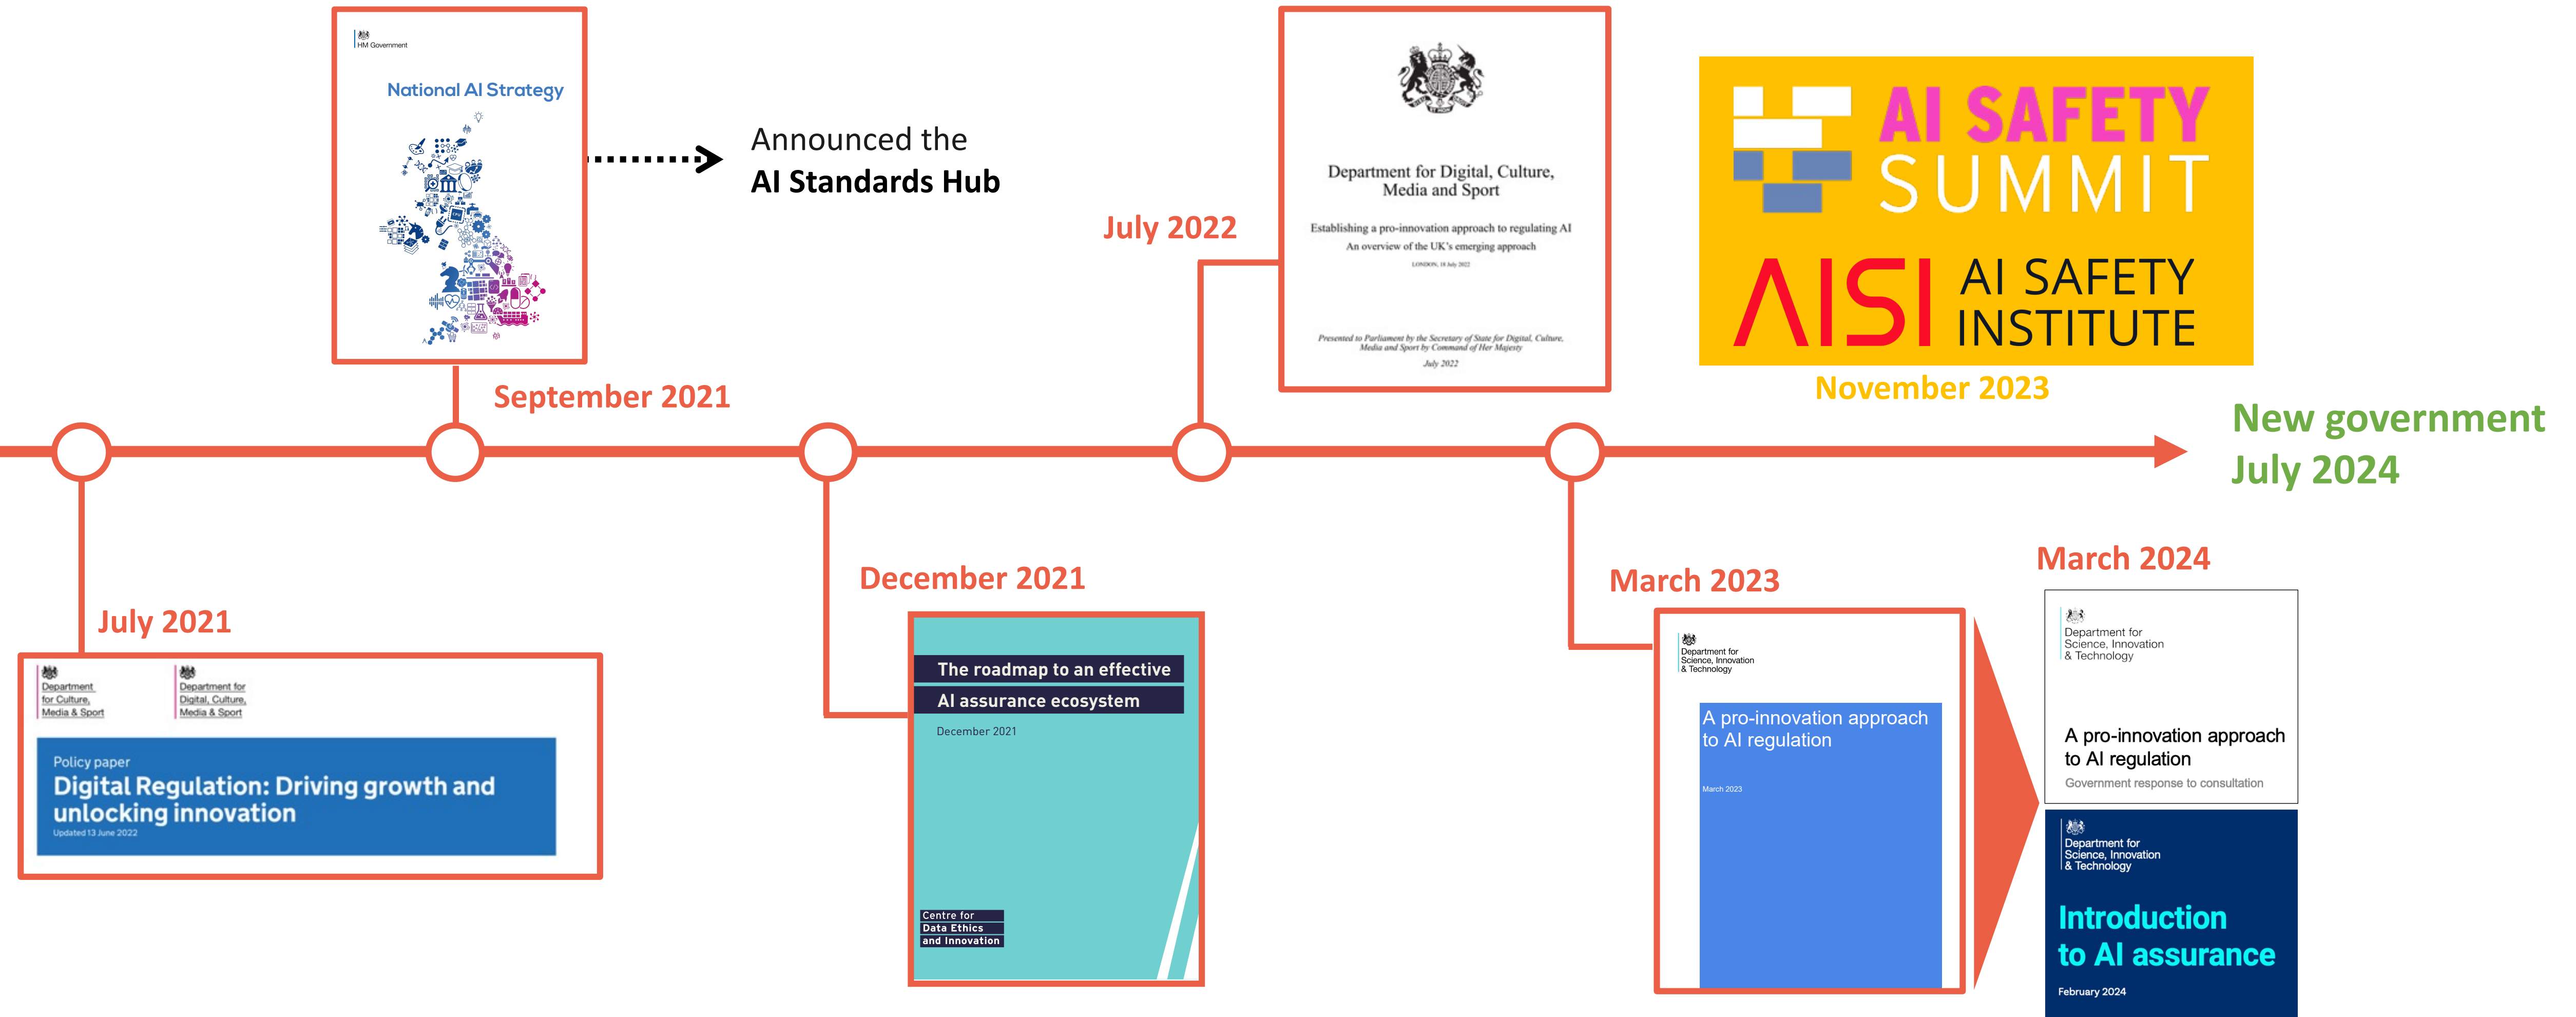 HM Government
National AI Strategy
Announced the
AI Standards Hub
September 2021
July 2022
Department for Digital, Culture,
Media and Sport
Establishing a pro-innovation approach to regulating AI
An overview of the UK's emerging approach
LONDON, 18 July 2022
Presented to Parliament by the Secretary of State for Digital, Culture,
Media and Sport by Command of Her Majesty
July 2022
AI SAFETY
SUMMIT
AISI
AI SAFETY
INSTITUTE
November 2023
New government
July 2024
July 2021
Department
for Culture,
Media & Sport
Department for
Digital, Culture,
Media & Sport
Policy paper
Digital Regulation: Driving growth and
unlocking innovation
Updated 13 June 2022
December 2021
The roadmap to an effective
AI assurance ecosystem
December 2021
Centre for
Data Ethics
and Innovation
March 2023
Department for
Science, Innovation
& Technology
A pro-innovation approach
to AI regulation
March 2023
March 2024
Department for
Science, Innovation
& Technology
A pro-innovation approach
to AI regulation
Government response to consultation
Department for
Science, Innovation
& Technology
Introduction
to AI assurance
February 2024